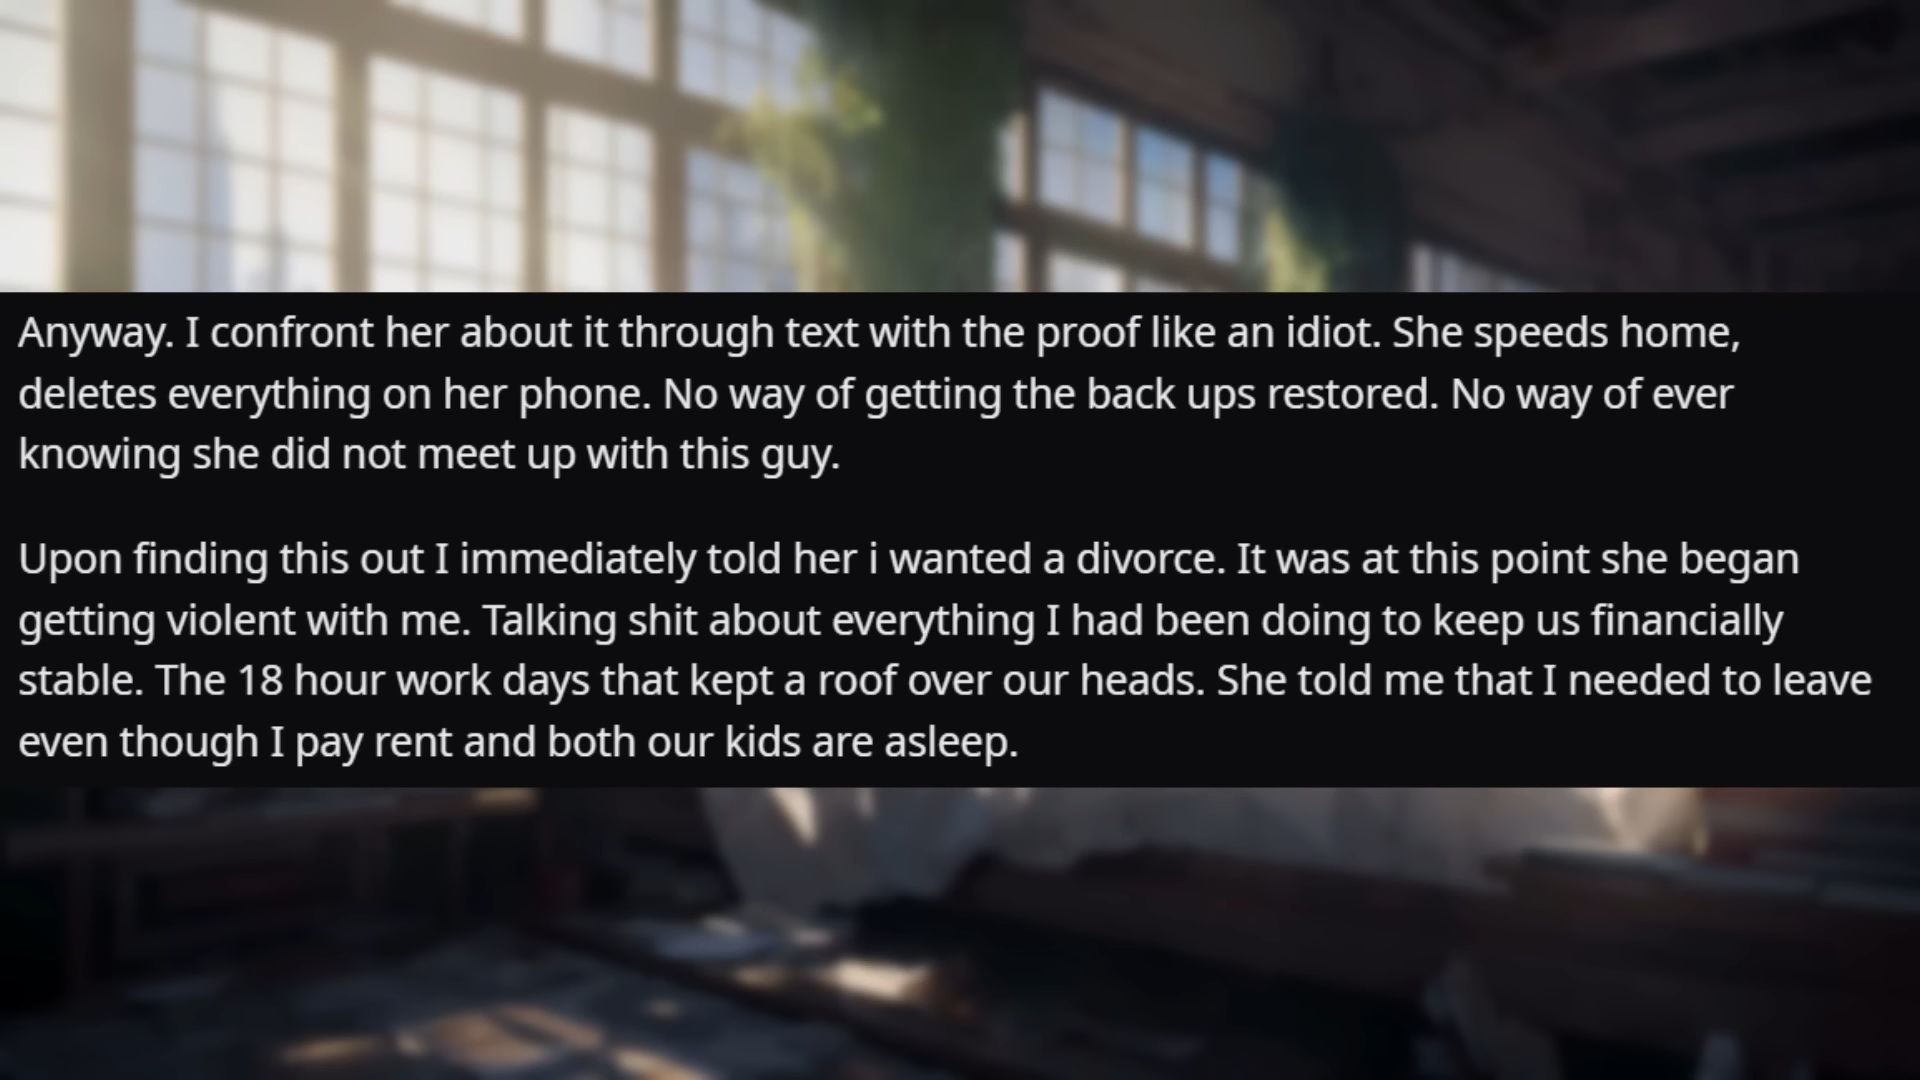 Anyway. I confront her about it through text with the proof like an idiot. She speeds home,
deletes everything on her phone. No way of getting the back ups restored. No way of ever
knowing she did not meet up with this guy.
Upon finding this out I immediately told her i wanted a divorce. It was at this point she began
getting violent with me. Talking shit about everything I had been doing to keep us financially
stable. The 18 hour work days that kept a roof over our heads. She told me that I needed to leave
even though I pay rent and both our kids are asleep.